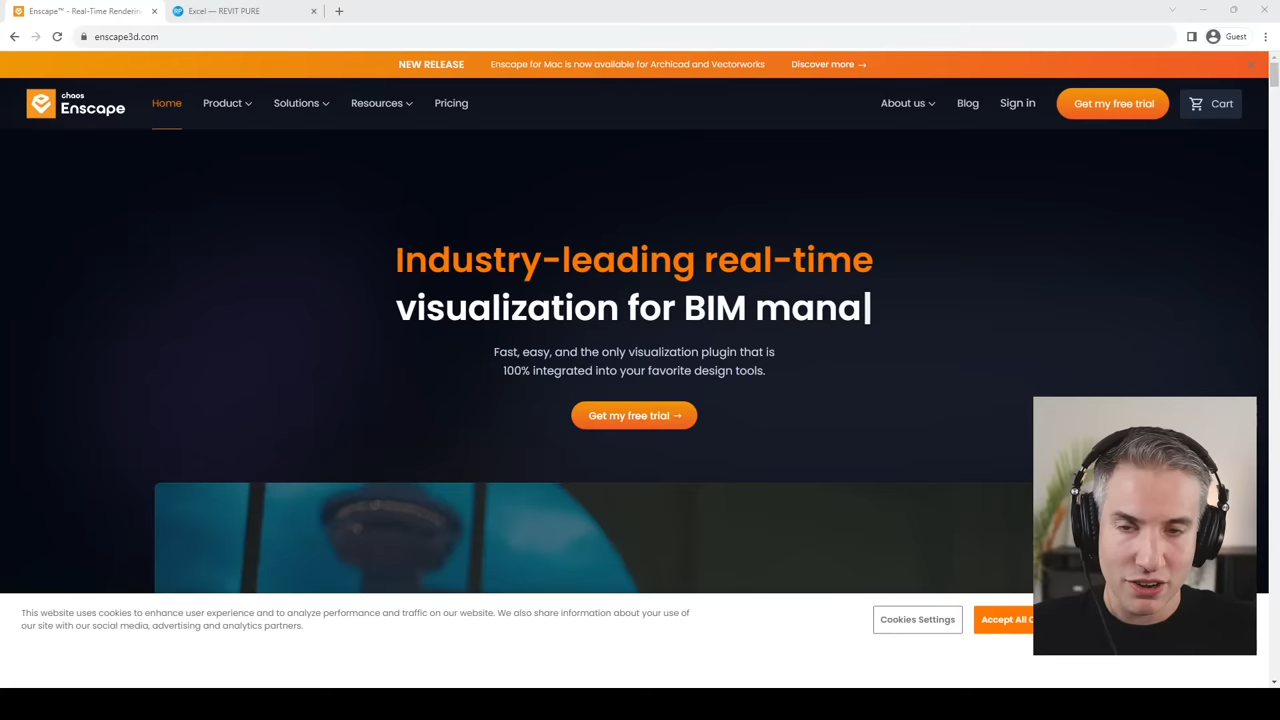 Enscape™ - Real-Time Renderin
Excel — REVIT PURE
enscape3d.com
Guest
NEW RELEASE Enscape for Mac is now available for Archicad and Vectorworks Discover more →
chaos
Enscape
Home Product Solutions Resources Pricing About us Blog Sign in Get my free trial Cart
Industry-leading real-time
visualization for BIM mana|
Fast, easy, and the only visualization plugin that is
100% integrated into your favorite design tools.
Get my free trial →
This website uses cookies to enhance user experience and to analyze performance and traffic on our website. We also share information about your use of
our site with our social media, advertising and analytics partners.
Cookies Settings
Accept All